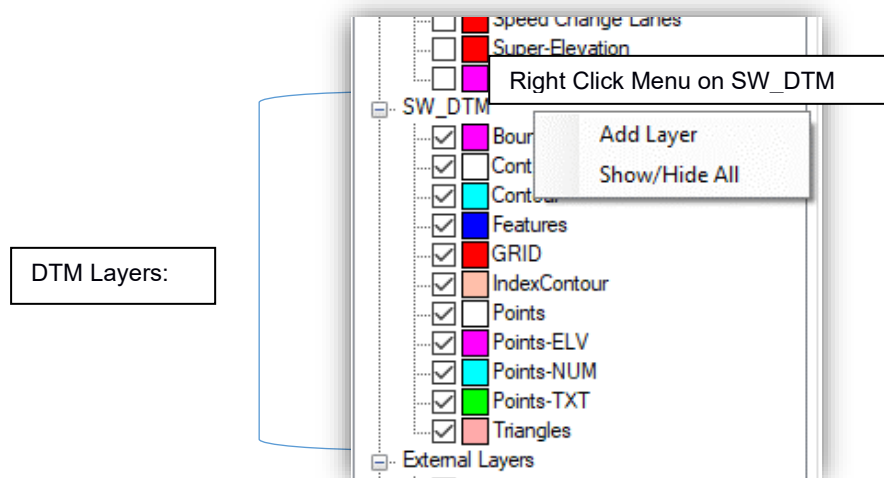 Speed Change Lanes
Super-Elevation
Right Click Menu on SW_DTM
SW_DTM
Add Layer
Show/Hide All
Features
GRID
DTM Layers:
IndexContour
Points
Points-ELV
Points-NUM
Points-TXT
Triangles
External Layers